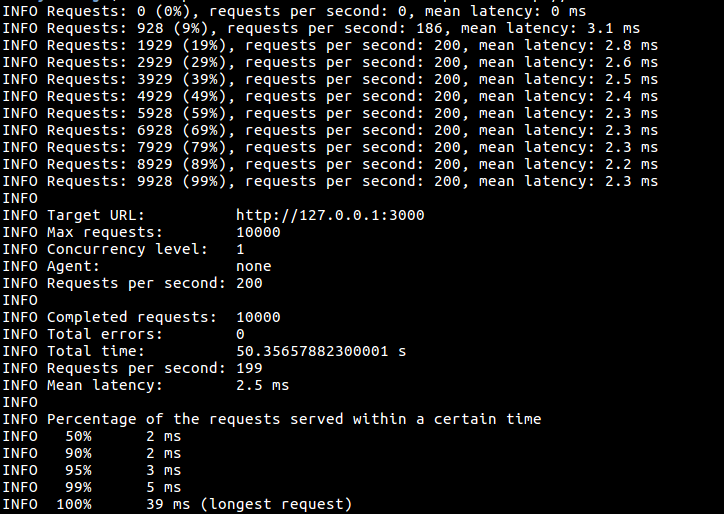 INFO Requests: 0 (0%), requests per second: 0, mean latency: 0 ms
INFO Requests: 928 (9%), requests per second: 186, mean latency: 3.1 ms
INFO Requests: 1929 (19%), requests per second: 200, mean latency: 2.8 ms
INFO Requests: 2929 (29%), requests per second: 200, mean latency: 2.6 ms
INFO Requests: 3929 (39%), requests per second: 200, mean latency: 2.5 ms
INFO Requests: 4929 (49%), requests per second: 200, mean latency: 2.4 ms
INFO Requests: 5928 (59%), requests per second: 200, mean latency: 2.3 ms
INFO Requests: 6928 (69%), requests per second: 200, mean latency: 2.3 ms
INFO Requests: 7929 (79%), requests per second: 200, mean latency: 2.3 ms
INFO Requests: 8929 (89%), requests per second: 200, mean latency: 2.2 ms
INFO Requests: 9928 (99%), requests per second: 200, mean latency: 2.3 ms
INFO
INFO Target URL: http://127.0.0.1:3000
INFO Max requests: 10000
INFO Concurrency level: 1
INFO Agent: none
INFO Requests per second: 200
INFO
INFO Completed requests: 10000
INFO Total errors: 0
INFO Total time: 50.35657882300001 s
INFO Requests per second: 199
INFO Mean latency: 2.5 ms
INFO
INFO Percentage of the requests served within a certain time
INFO 50% 2 ms
INFO 90% 2 ms
INFO 95% 3 ms
INFO 99% 5 ms
INFO 100% 39 ms (longest request)